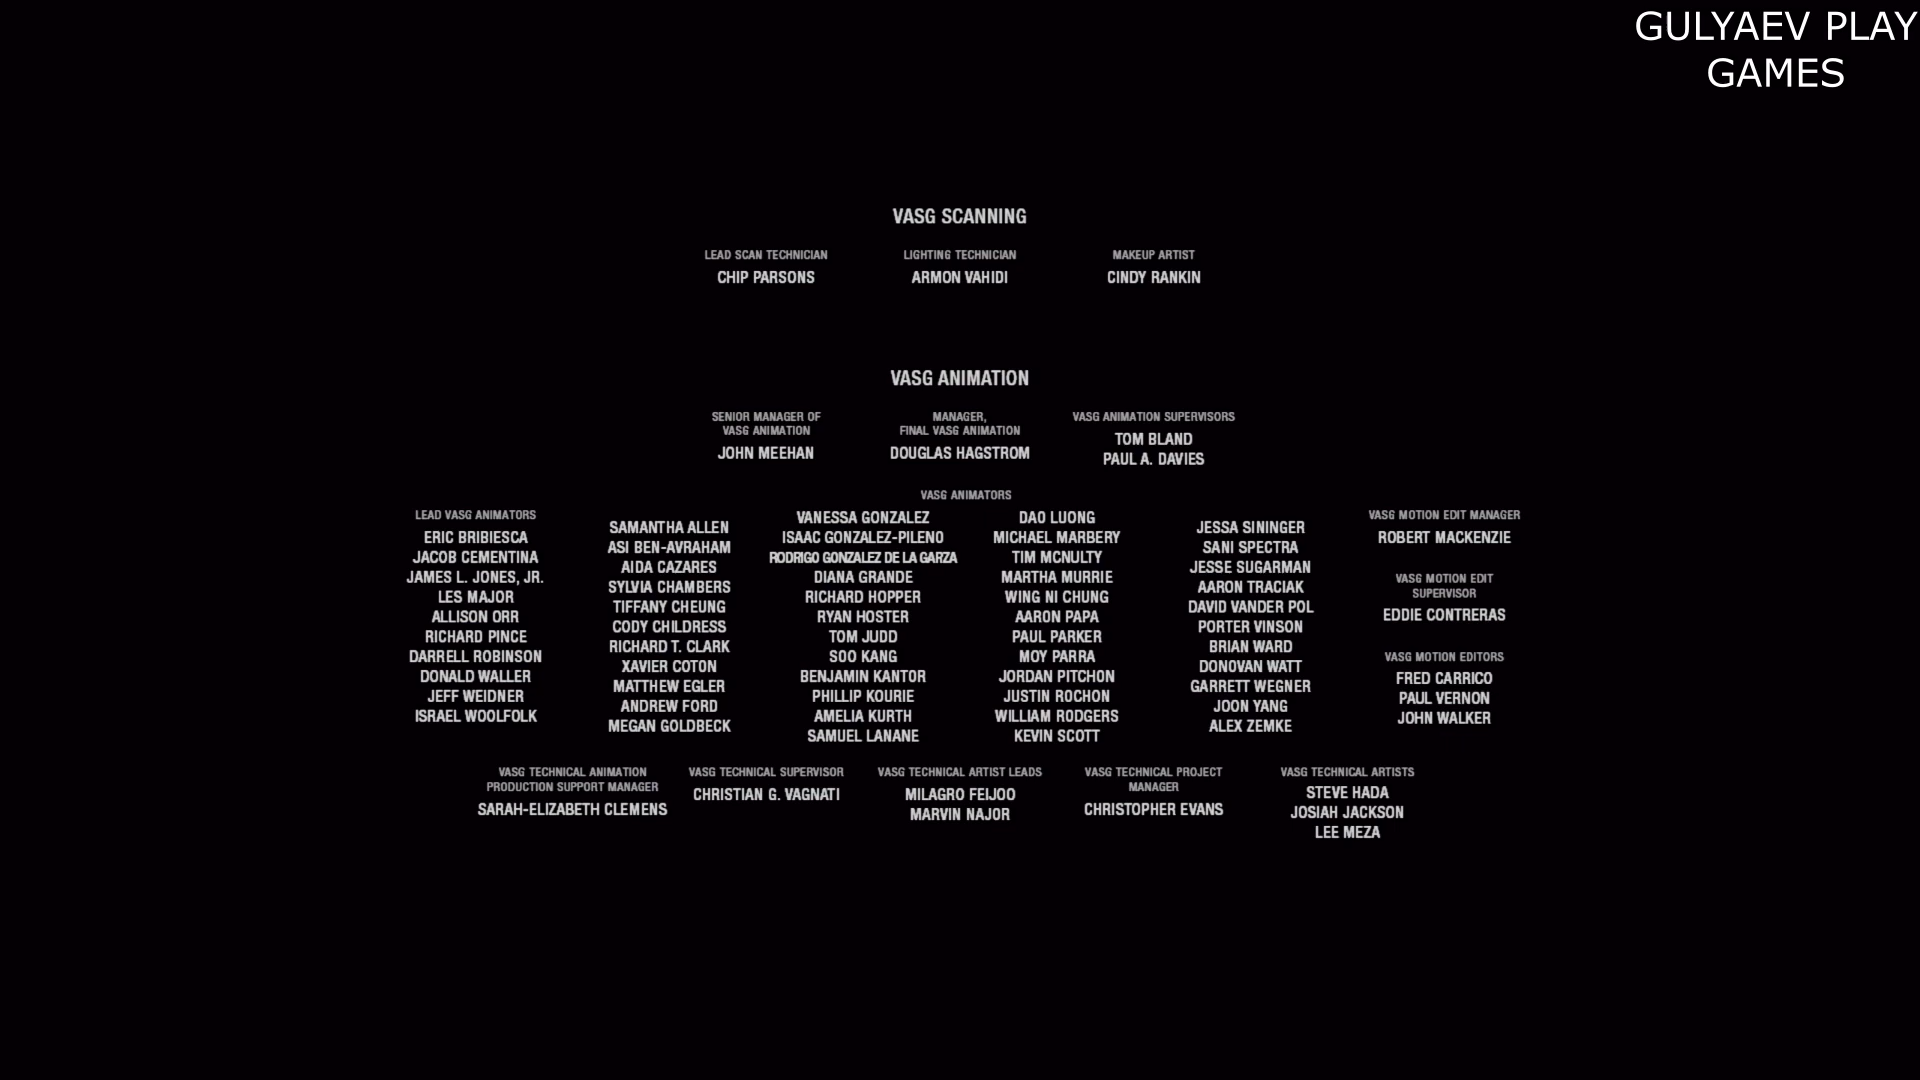 GULYAEV PLAY
GAMES
VASG SCANNING
LEAD SCAN TECHNICIAN
CHIP PARSONS
LIGHTING TECHNICIAN
ARMON VAHIDI
MAKEUP ARTIST
CINDY RANKIN
VASG ANIMATION
SENIOR MANAGER OF
VASG ANIMATION
JOHN MEEHAN
MANAGER,
FINAL VASG ANIMATION
DOUGLAS HAGSTROM
VASG ANIMATION SUPERVISORS
TOM BLAND
PAUL A. DAVIES
LEAD VASG ANIMATORS
ERIC BRIBIESCA
JACOB CEMENTINA
JAMES L. JONES, JR.
LES MAJOR
ALLISON ORR
RICHARD PINCE
DARRELL ROBINSON
DONALD WALLER
JEFF WEIDNER
ISRAEL WOOLFOLK
VASG ANIMATORS
SAMANTHA ALLEN
ASI BEN-AVRAHAM
AIDA CAZARES
SYLVIA CHAMBERS
TIFFANY CHEUNG
CODY CHILDRESS
RICHARD T. CLARK
XAVIER COTON
MATTHEW EGLER
ANDREW FORD
MEGAN GOLDBECK
VANESSA GONZALEZ
ISAAC GONZALEZ-PILENO
RODRIGO GONZALEZ DE LA GARZA
DIANA GRANDE
RICHARD HOPPER
RYAN HOSTER
TOM JUDD
SOO KANG
BENJAMIN KANTOR
PHILLIP KOURIE
AMELIA KURTH
SAMUEL LANANE
DAO LUONG
MICHAEL MARBERY
TIM MCNULTY
MARTHA MURRIE
WING NI CHUNG
AARON PAPA
PAUL PARKER
MOY PARRA
JORDAN PITCHON
JUSTIN ROCHON
WILLIAM RODGERS
KEVIN SCOTT
JESSA SININGER
SANI SPECTRA
JESSE SUGARMAN
AARON TRACIAK
DAVID VANDER POL
PORTER VINSON
BRIAN WARD
DONOVAN WATT
GARRETT WEGNER
JOON YANG
ALEX ZEMKE
VASG MOTION EDIT MANAGER
ROBERT MACKENZIE
VASG MOTION EDIT
SUPERVISOR
EDDIE CONTRERAS
VASG MOTION EDITORS
FRED CARRICO
PAUL VERNON
JOHN WALKER
VASG TECHNICAL ANIMATION
PRODUCTION SUPPORT MANAGER
SARAH-ELIZABETH CLEMENS
VASG TECHNICAL SUPERVISOR
CHRISTIAN G. VAGNATI
VASG TECHNICAL ARTIST LEADS
MILAGRO FEIJOO
MARVIN NAJOR
VASG TECHNICAL PROJECT
MANAGER
CHRISTOPHER EVANS
VASG TECHNICAL ARTISTS
STEVE HADA
JOSIAH JACKSON
LEE MEZA